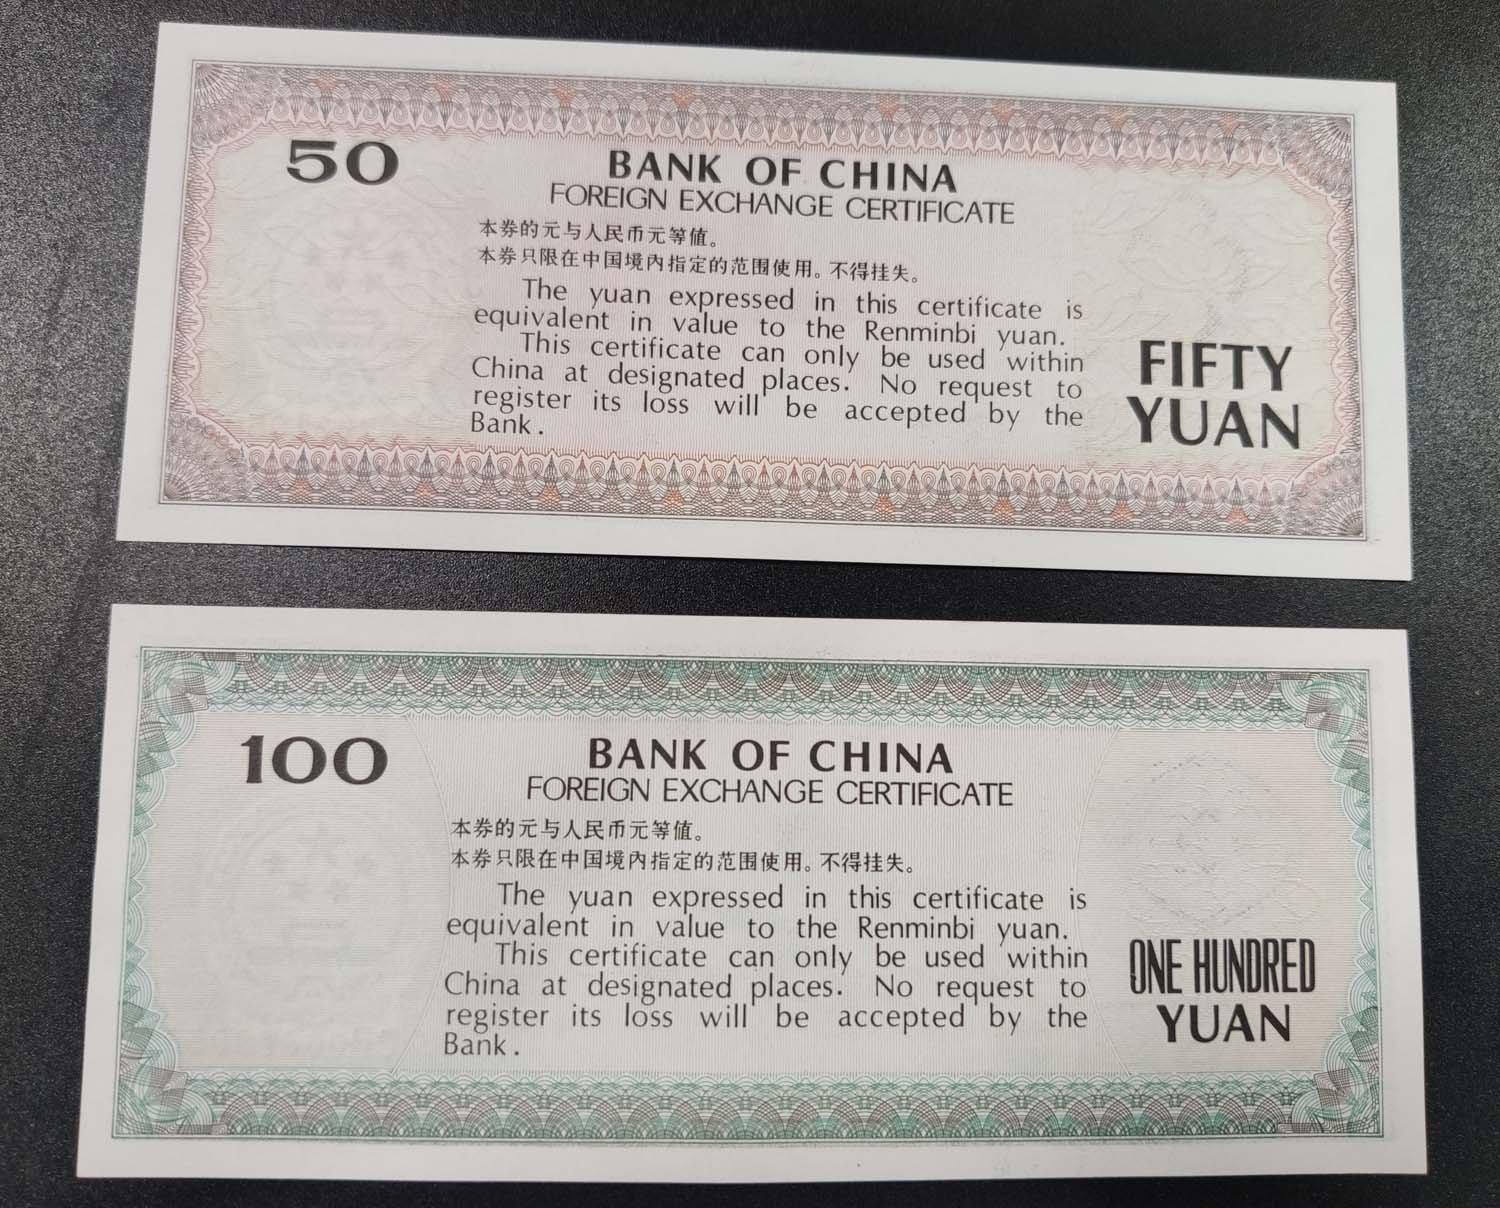 50
BANK OF CHINA
FOREIGN EXCHANGE CERTIFICATE
本券的元与人民币元等值。
本券只限在中国境内指定的范围使用。不得挂失。
The yuan expressed in this certificate is
equivalent in value to the Renminbi yuan.
This certificate can only be used within
China at designated places. No request to
register its loss will be accepted by the
Bank.
FIFTY
YUAN
100
BANK OF CHINA
FOREIGN EXCHANGE CERTIFICATE
本券的元与人民币元等值。
本券只限在中国境内指定的范围使用。不得挂失。
The yuan expressed in this certificate is
equivalent in value to the Renminbi yuan.
This certificate can only be used within
China at designated places. No request to
register its loss will be accepted by the
Bank.
ONE HUNDRED
YUAN